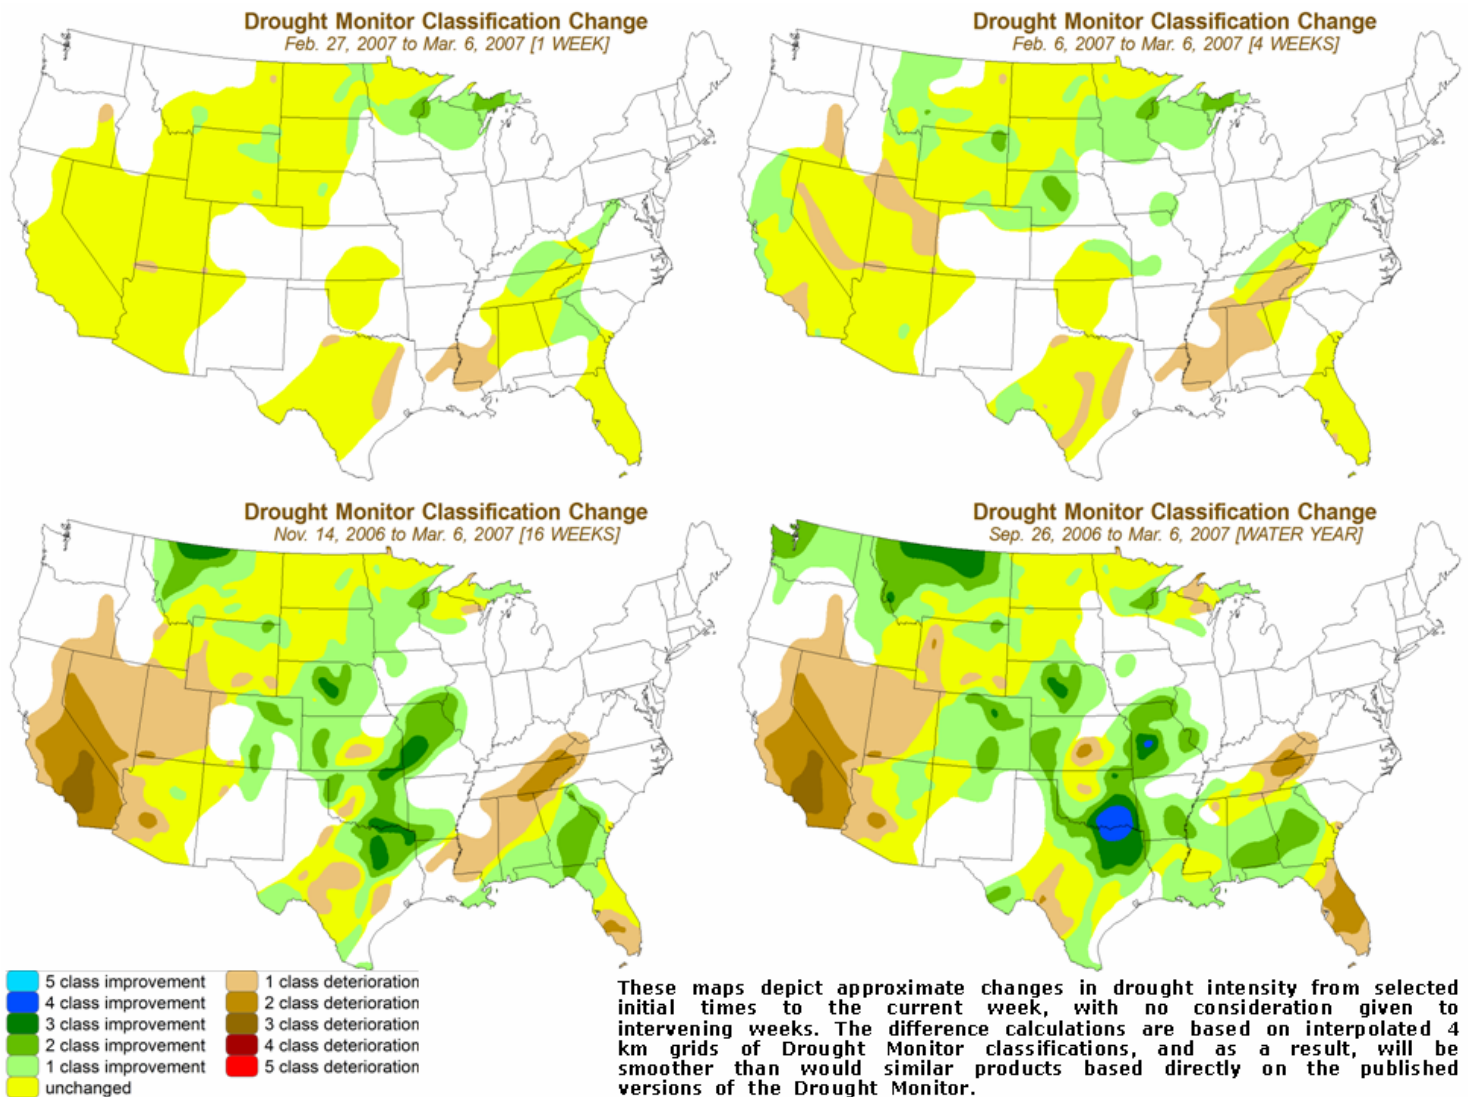 Drought Monitor Classification Change
Feb. 27, 2007 to Mar. 6, 2007 [1 WEEK]
Drought Monitor Classification Change
Feb. 6, 2007 to Mar. 6, 2007 [4 WEEKS]
Drought Monitor Classification Change
Nov. 14, 2006 to Mar. 6, 2007 [16 WEEKS]
Drought Monitor Classification Change
Sep. 26, 2006 to Mar. 6, 2007 [WATER YEAR]
5 class improvement
4 class improvement
3 class improvement
2 class improvement
1 class improvement
unchanged
1 class deterioration
2 class deterioration
3 class deterioration
4 class deterioration
5 class deterioration
These maps depict approximate changes in drought intensity from selected
initial times to the current week, with no consideration given to
intervening weeks. The difference calculations are based on interpolated 4
km grids of Drought Monitor classifications, and as a result, will be
smoother than would similar products based directly on the published
versions of the Drought Monitor.